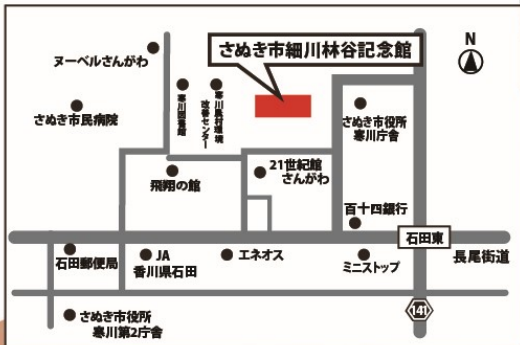 さぬき市細川林谷記念館
N
ヌーベルさんがわ
さぬき市民病院
寒川図書館
寒川農村環境
改善センター
さぬき市役所
寒川庁舎
飛翔の館
21世紀館
さんがわ
百十四銀行
石田東
長尾街道
石田郵便局
JA
香川県石田
エネオス
ミニストップ
141
さぬき市役所
寒川第2庁舎